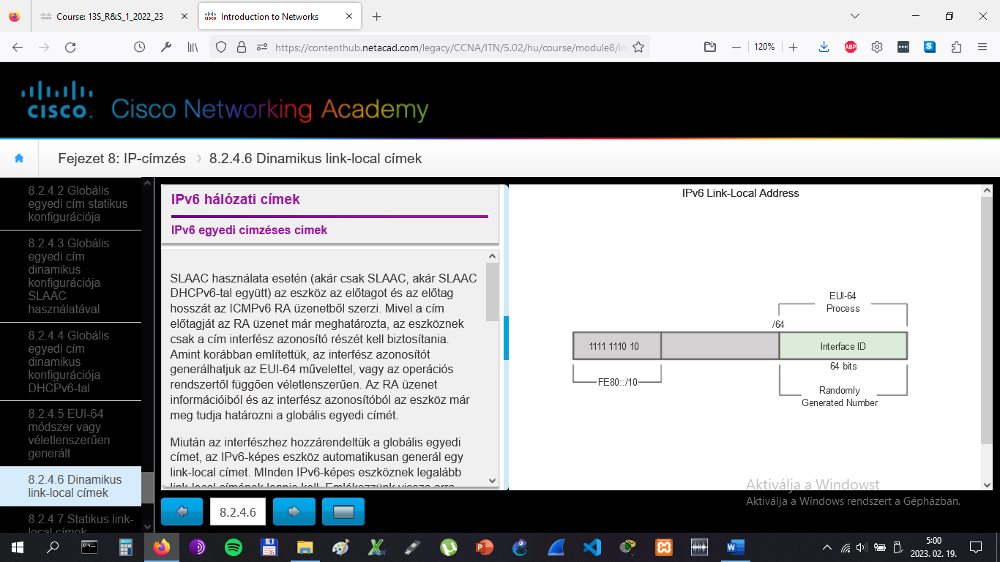 Course: 13S_R&S_1_2022_23
Introduction to Networks
https://contenthub.netacad.com/legacy/CCNA/ITN/5.02/hu/course/module8/in
120%
ABP
S
CISCO
Cisco Networking Academy
Fejezet 8: IP-címzés
8.2.4.6 Dinamikus link-local címek
8.2.4.2 Globális
egyedi cím statikus
konfigurációja
8.2.4.3 Globális
egyedi cím
dinamikus
konfigurációja
SLAAC
használatával
8.2.4.4 Globális
egyedi cím
dinamikus
konfigurációja
DHCPv6-tal
8.2.4.5 EUI-64
módszer vagy
véletlenszerűen
generált
8.2.4.6 Dinamikus
link-local címek
8.2.4.7 Statikus link-
local címek
IPv6 hálózati címek
IPv6 egyedi címzéses címek
SLAAC használata esetén (akár csak SLAAC, akár SLAAC
DHCPv6-tal együtt) az eszköz az előtagot és az előtag
hosszát az ICMPv6 RA üzenetből szerzi. Mivel a cím
előtagját az RA üzenet már meghatározta, az eszköznek
csak a cím interfész azonosító részét kell biztosítania.
Amint korábban említettük, az interfész azonosítót
generálhatjuk az EUI-64 művelettel, vagy az operációs
rendszertől függően véletlenszerűen. Az RA üzenet
információiból és az interfész azonosítóból az eszköz már
meg tudja határozni a globális egyedi címét.
Miután az interfészhez hozzárendeltük a globális egyedi
címet, az IPv6-képes eszköz automatikusan generál egy
link-local címet. MInden IPv6-képes eszköznek legalább
link-local címének lennie kell. Emlékezzünk vissza arra
8.2.4.6
IPv6 Link-Local Address
EUI-64
Process
/64
1111 1110 10
Interface ID
64 bits
FE80::/10
Randomly
Generated Number
Aktiválja a Windowst
Aktiválja a Windows rendszert a Gépházban.
5:00
2023. 02. 19.